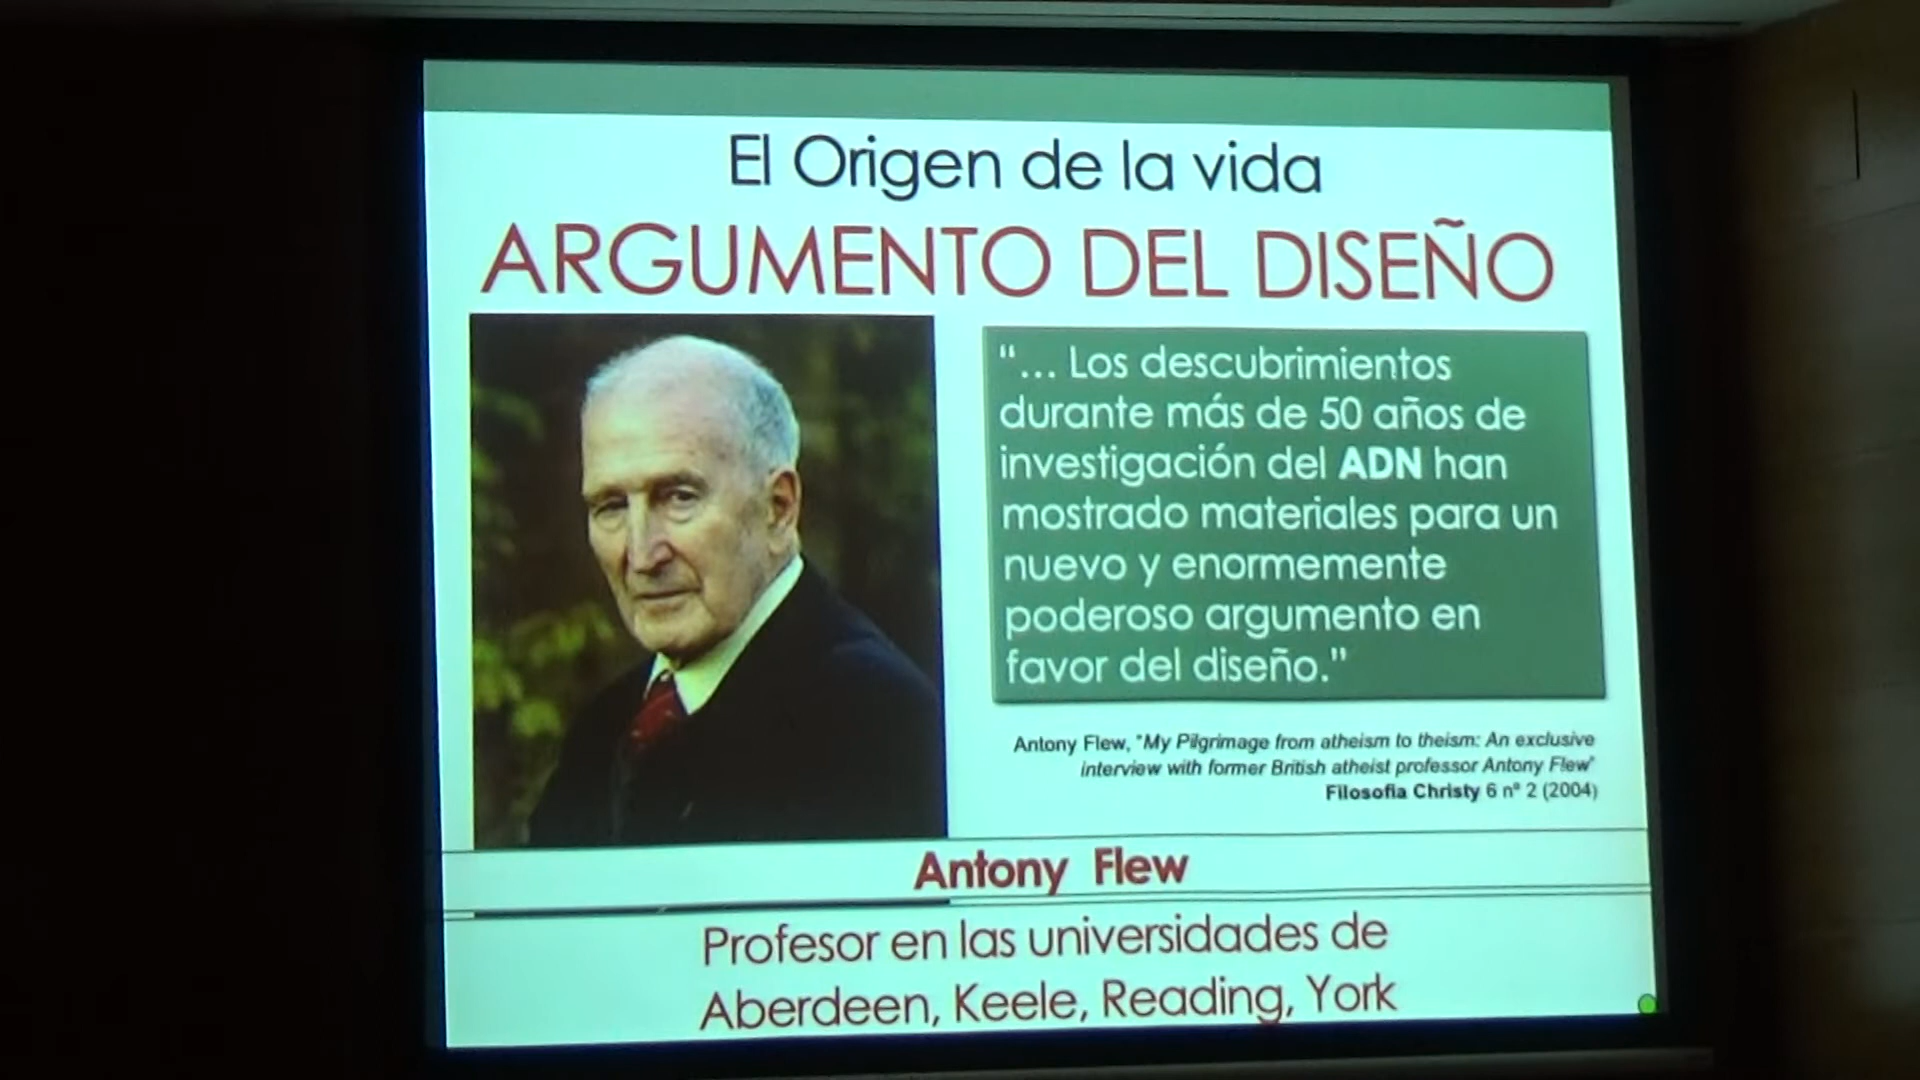 El Origen de la vida
ARGUMENTO DEL DISEÑO
“... Los descubrimientos
durante más de 50 años de
investigación del ADN han
mostrado materiales para un
nuevo y enormemente
poderoso argumento en
favor del diseño.”
Antony Flew, "My Pilgrimage from atheism to theism: An exclusive
interview with former British atheist professor Antony Flew"
Filosofia Christy 6 nº 2 (2004)
Antony Flew
Profesor en las universidades de
Aberdeen, Keele, Reading, York